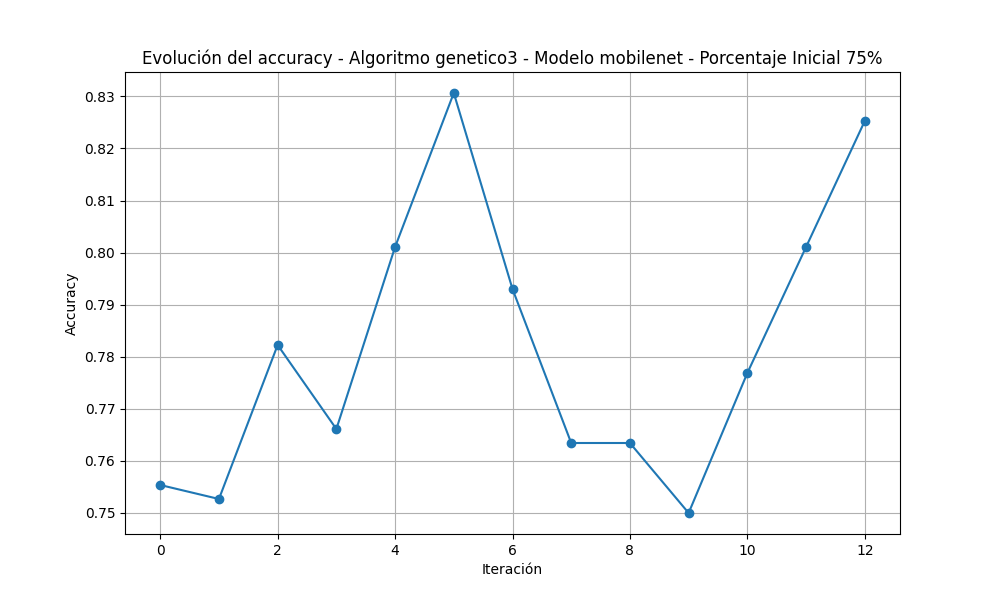 Evolución del accuracy - Algoritmo genetico3 - Modelo mobilenet - Porcentaje Inicial 75%
Accuracy
0.83
0.82
0.81
0.80
0.79
0.78
0.77
0.76
0.75
0 2 4 6 8 10 12
Iteración